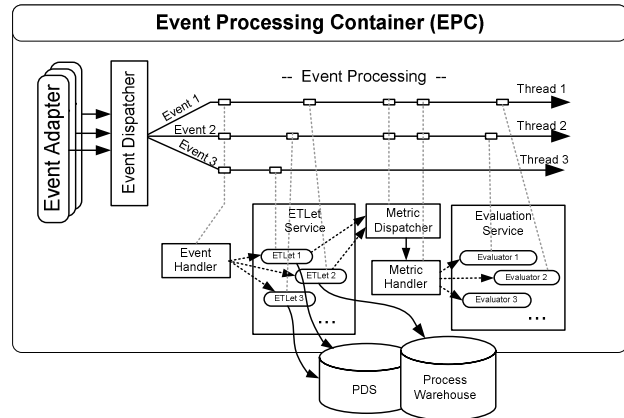 Event Processing Container (EPC)
-- Event Processing --
Event Adapter
Event Dispatcher
Event 1
Event 2
Event 3
Thread 1
Thread 2
Thread 3
Event
Handler
ETLet
Service
ETLet 1
ETLet 2
ETLet 3
...
Metric
Dispatcher
Metric
Handler
Evaluation
Service
Evaluator 1
Evaluator 2
Evaluator 3
...
PDS
Process
Warehouse